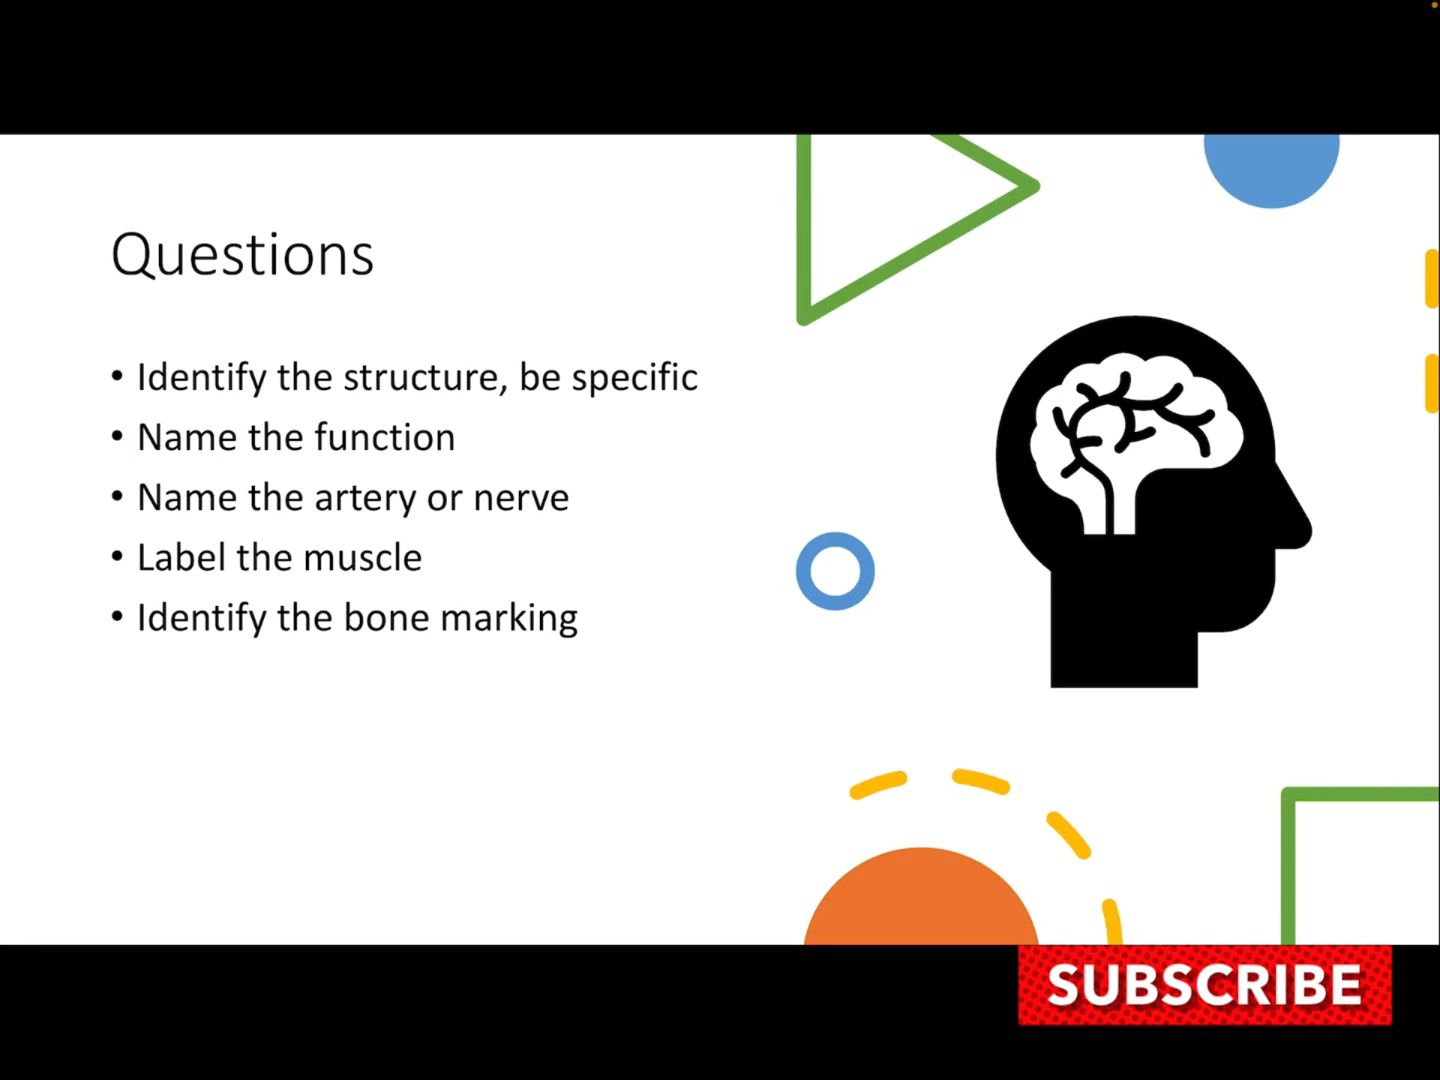 Questions
• Identify the structure, be specific
• Name the function
• Name the artery or nerve
• Label the muscle
• Identify the bone marking
SUBSCRIBE